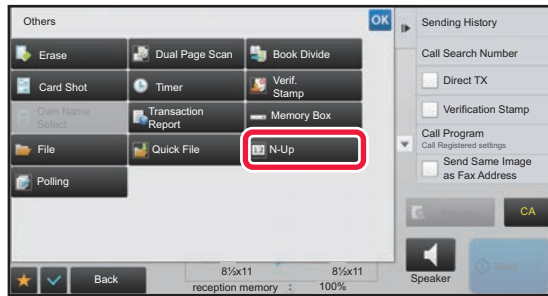 Others
OK
Erase
Dual Page Scan
Book Divide
Card Shot
Timer
Verif.
Stamp
Own Name
Select
Transaction
Report
Memory Box
File
Quick File
N-Up
Polling
Back
8½x11
8½x11
reception memory :
100%
Sending History
Call Search Number
Direct TX
Verification Stamp
Call Program
Call Registered settings
Send Same Image
as Fax Address
CA
Speaker
Start